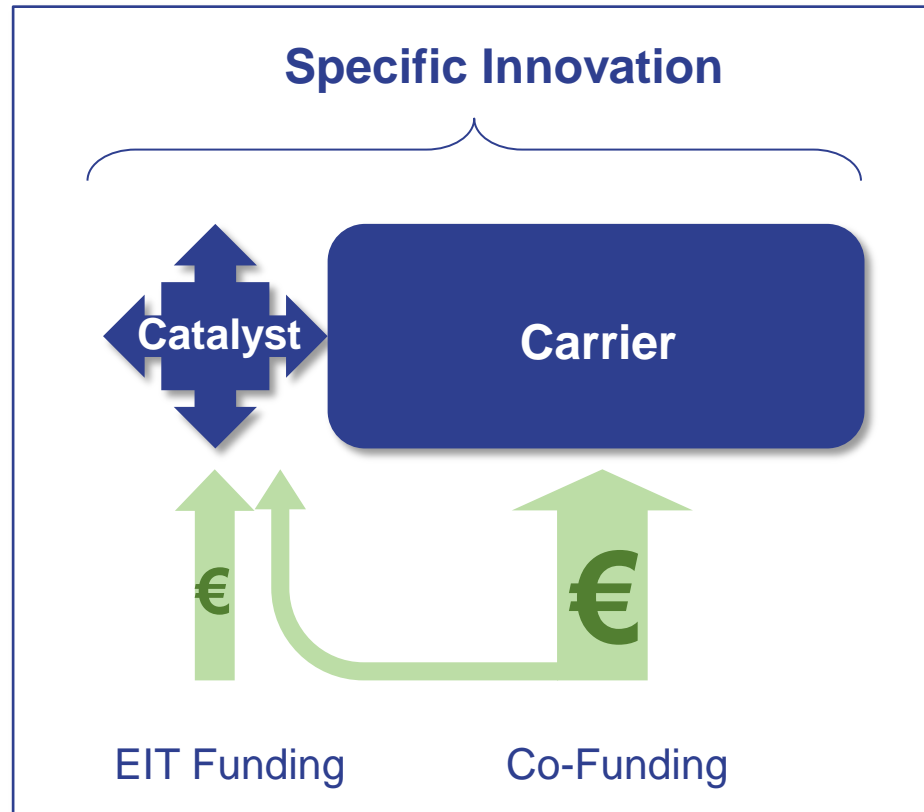 Specific Innovation
Catalyst
Carrier
€
€
EIT Funding
Co-Funding